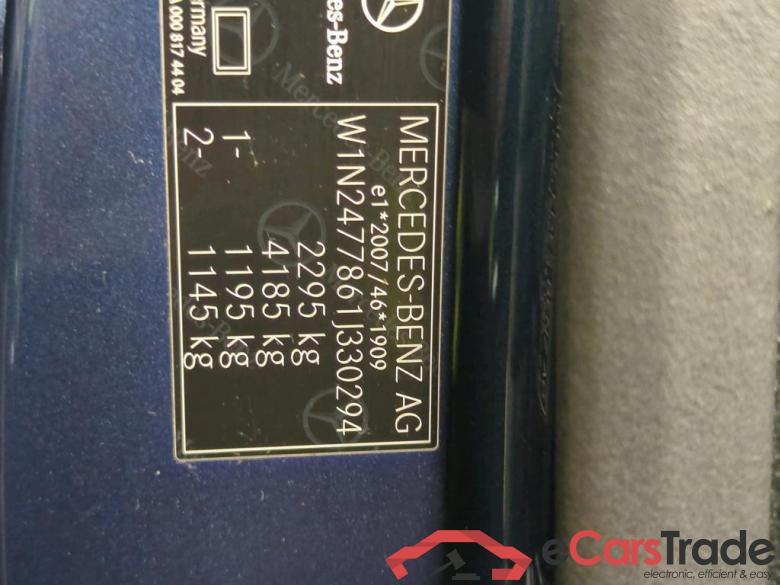 Mercedes-Benz
Germany
A 000 817 44 04
MERCEDES-BENZ AG
e1*2007/46*1909
W1N2477861J330294
2295 kg
4185 kg
1- 1195 kg
2- 1145 kg
eCarsTrade
electronic, efficient & easy